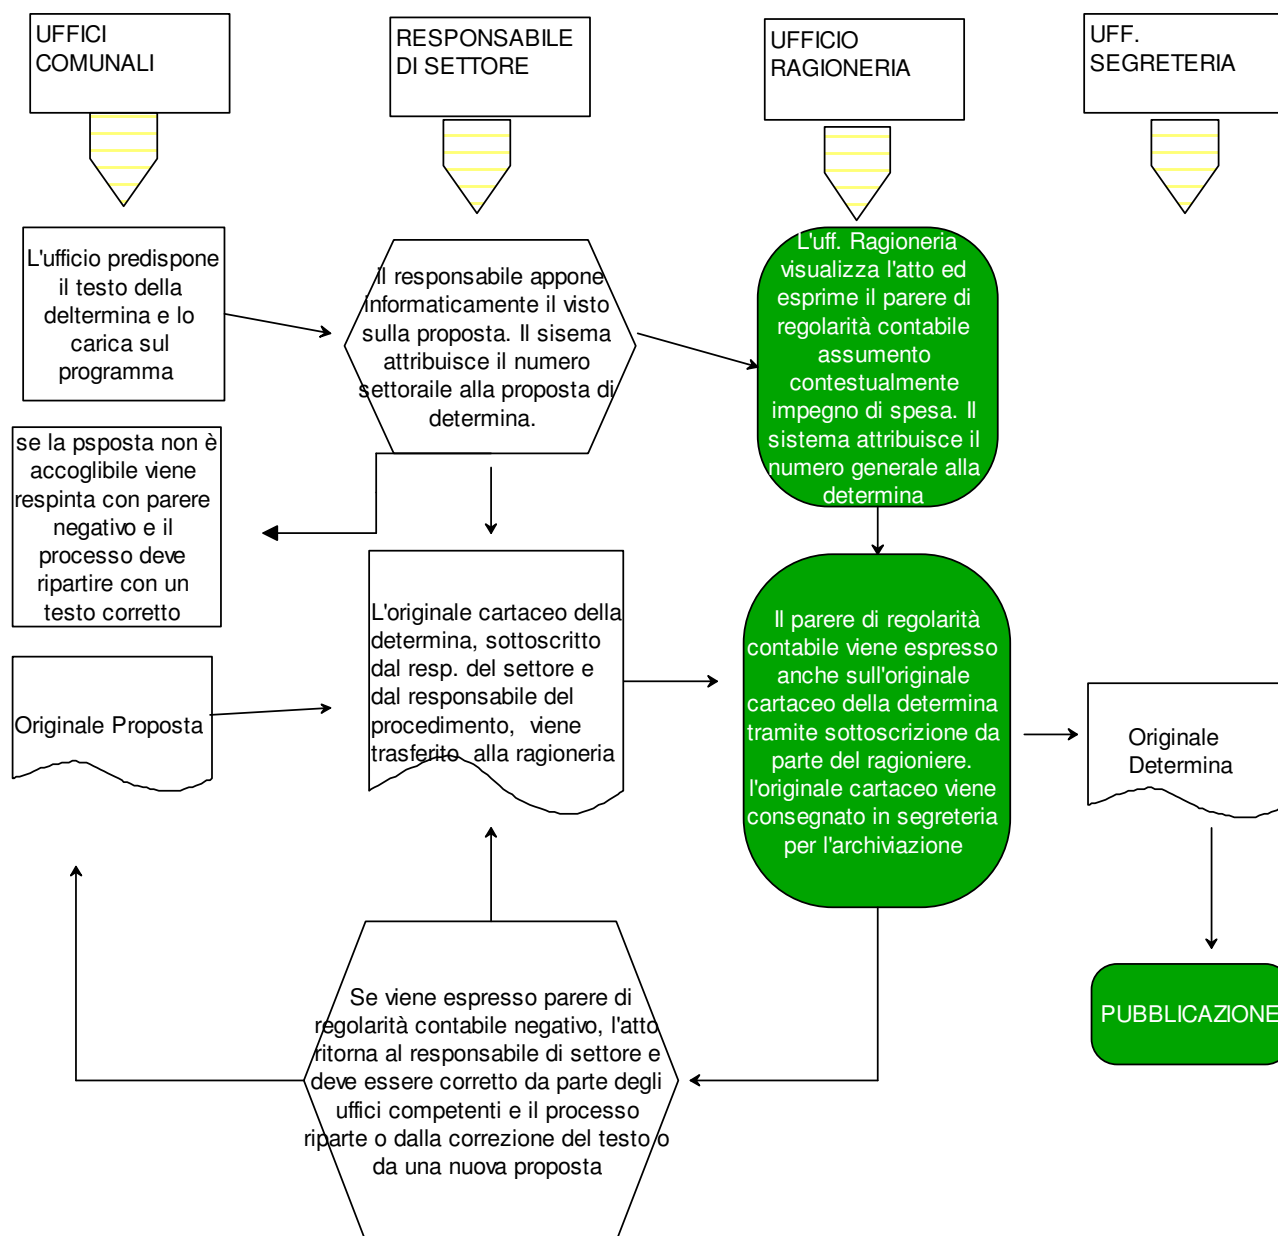 UFFICI
COMUNALI
RESPONSABILE
DI SETTORE
UFFICIO
RAGIONERIA
UFF.
SEGRETERIA
L'ufficio predispone
il testo della
deltermina e lo
carica sul
programma
Il responsabile appone
informaticamente il visto
sulla proposta. Il sisema
attribuisce il numero
settoraile alla proposta di
determina.
L'uff. Ragioneria
visualizza l'atto ed
esprime il parere di
regolarità contabile
assumento
contestualmente
impegno di spesa. Il
sistema attribuisce il
numero generale alla
determina
se la psposta non è
accoglibile viene
respinta con parere
negativo e il
processo deve
ripartire con un
testo corretto
Originale Proposta
L'originale cartaceo della
determina, sottoscritto
dal resp. del settore e
dal responsabile del
procedimento, viene
trasferito alla ragioneria
Il parere di regolarità
contabile viene espresso
anche sull'originale
cartaceo della determina
tramite sottoscrizione da
parte del ragioniere.
l'originale cartaceo viene
consegnato in segreteria
per l'archiviazione
Originale
Determina
PUBBLICAZIONE
Se viene espresso parere di
regolarità contabile negativo, l'atto
ritorna al responsabile di settore e
deve essere corretto da parte degli
uffici competenti e il processo
riparte o dalla correzione del testo o
da una nuova proposta